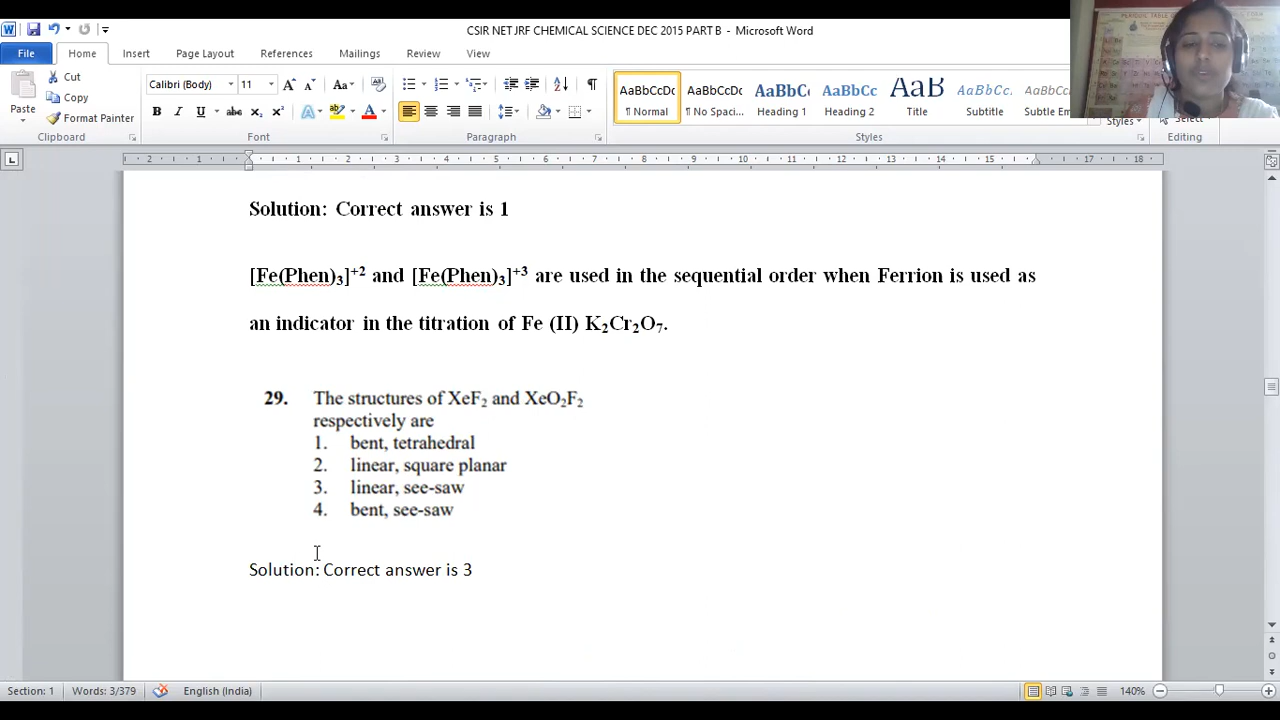 CSIR NET JRF CHEMICAL SCIENCE DEC 2015 PART B - Microsoft Word
File Home Insert Page Layout References Mailings Review View
Paste Cut Copy Format Painter Clipboard
Calibri (Body) 11 Font
Paragraph
AaBbCcDc ¶ Normal AaBbCcDc ¶ No Spaci... AaBbCc Heading 1 AaBbCc Heading 2 AaB Title AaBbCc. Subtitle AaBbCcDc Subtle Em Styles
Styles Editing
Solution: Correct answer is 1
[Fe(Phen)₃]⁺² and [Fe(Phen)₃]⁺³ are used in the sequential order when Ferrion is used as
an indicator in the titration of Fe (II) K₂Cr₂O₇.
29. The structures of XeF₂ and XeO₂F₂
respectively are
1. bent, tetrahedral
2. linear, square planar
3. linear, see-saw
4. bent, see-saw
Solution: Correct answer is 3
Section: 1 Words: 3/379 English (India) 140%